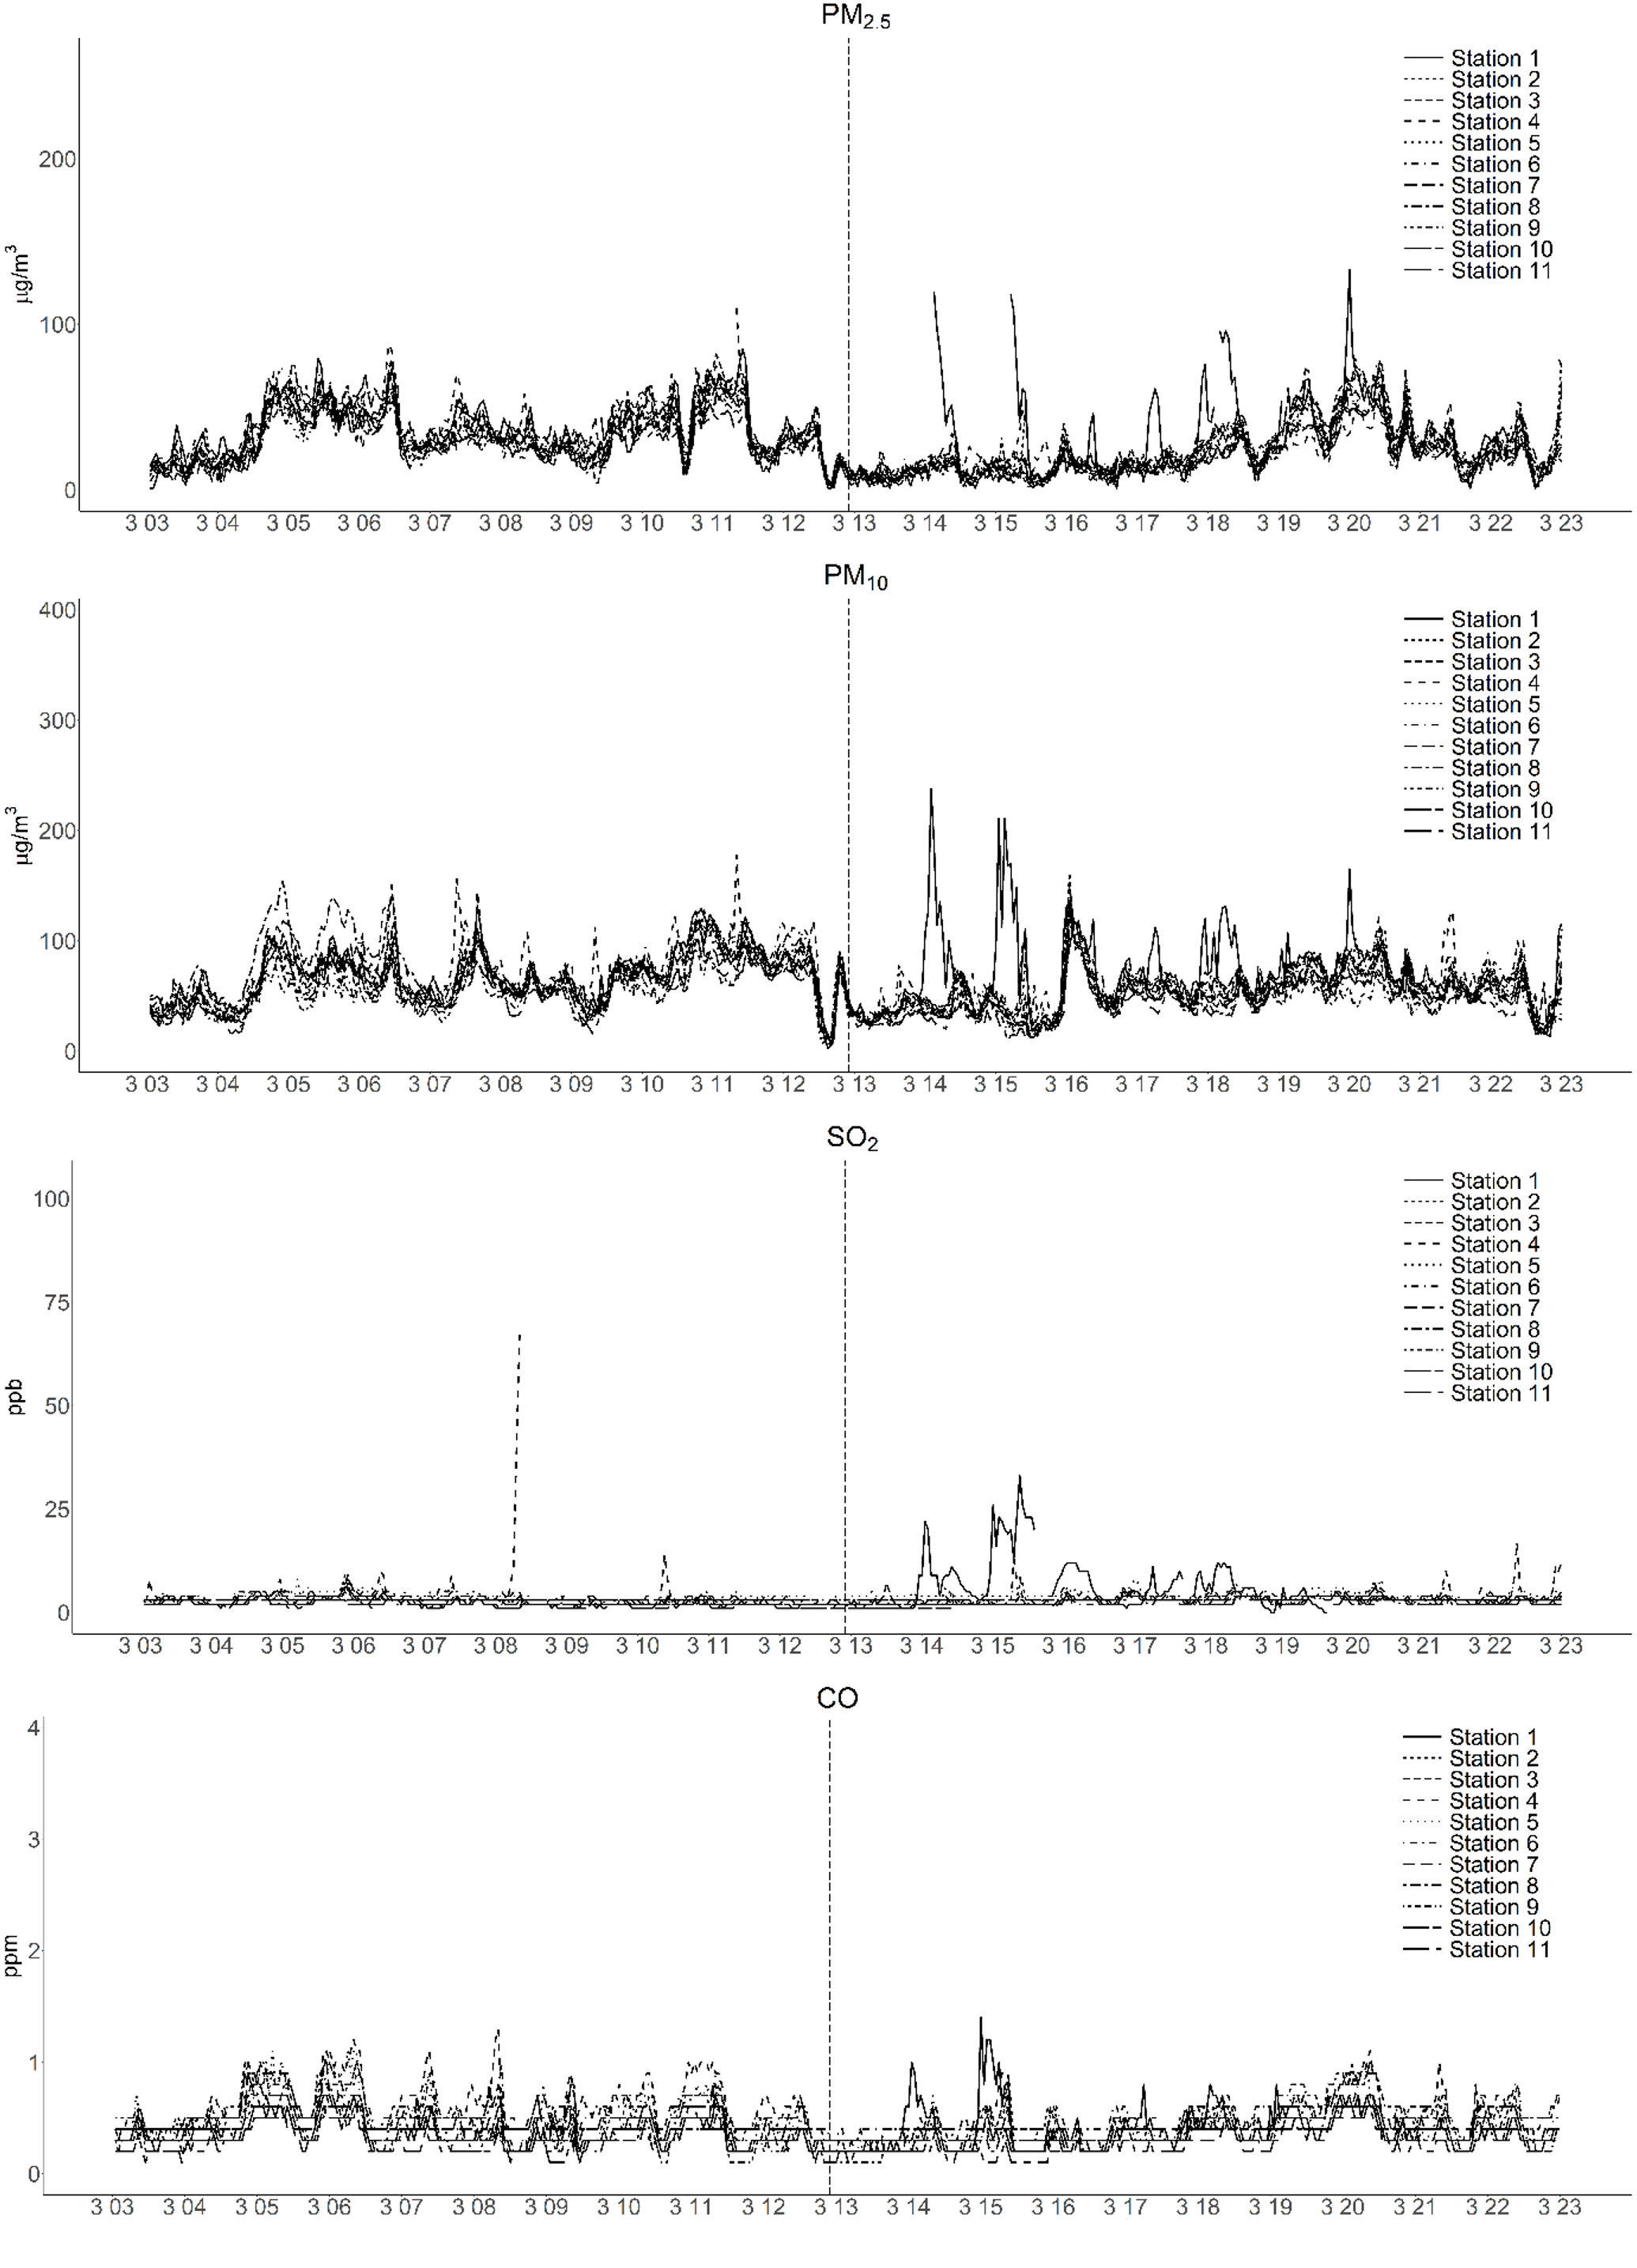 PM2.5
Station 1
Station 2
Station 3
Station 4
Station 5
Station 6
Station 7
Station 8
Station 9
Station 10
Station 11
200
100
0
μg/m3
3 03 3 04 3 05 3 06 3 07 3 08 3 09 3 10 3 11 3 12 3 13 3 14 3 15 3 16 3 17 3 18 3 19 3 20 3 21 3 22 3 23
PM10
Station 1
Station 2
Station 3
Station 4
Station 5
Station 6
Station 7
Station 8
Station 9
Station 10
Station 11
400
300
200
100
0
μg/m3
3 03 3 04 3 05 3 06 3 07 3 08 3 09 3 10 3 11 3 12 3 13 3 14 3 15 3 16 3 17 3 18 3 19 3 20 3 21 3 22 3 23
SO2
Station 1
Station 2
Station 3
Station 4
Station 5
Station 6
Station 7
Station 8
Station 9
Station 10
Station 11
100
75
50
25
0
ppb
3 03 3 04 3 05 3 06 3 07 3 08 3 09 3 10 3 11 3 12 3 13 3 14 3 15 3 16 3 17 3 18 3 19 3 20 3 21 3 22 3 23
CO
Station 1
Station 2
Station 3
Station 4
Station 5
Station 6
Station 7
Station 8
Station 9
Station 10
Station 11
4
3
2
1
0
ppm
3 03 3 04 3 05 3 06 3 07 3 08 3 09 3 10 3 11 3 12 3 13 3 14 3 15 3 16 3 17 3 18 3 19 3 20 3 21 3 22 3 23